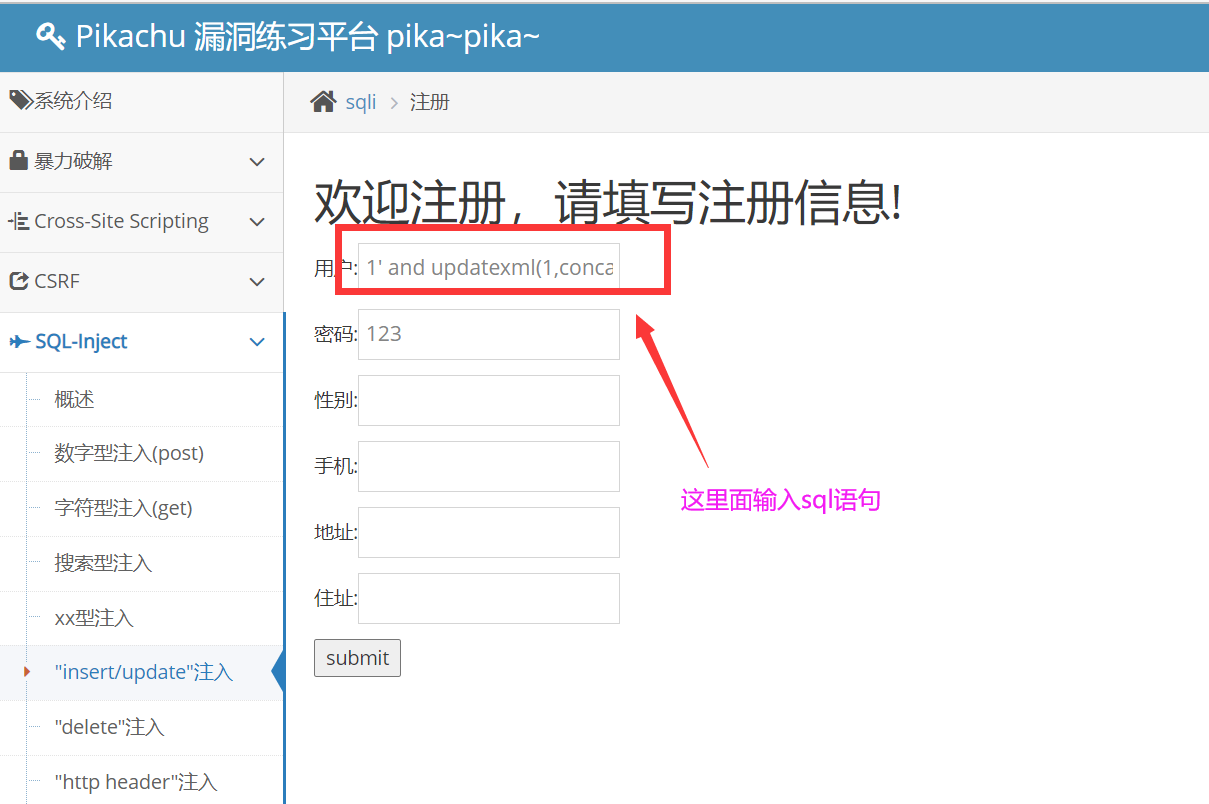 Pikachu 漏洞练习平台 pika~pika~
系统介绍
暴力破解
Cross-Site Scripting
CSRF
SQL-Inject
概述
数字型注入(post)
字符型注入(get)
搜索型注入
xx型注入
"insert/update"注入
"delete"注入
"http header"注入
sqli > 注册
欢迎注册，请填写注册信息!
用户: 1' and updatexml(1,conca
密码: 123
性别:
手机:
地址:
住址:
submit
这里面输入sql语句